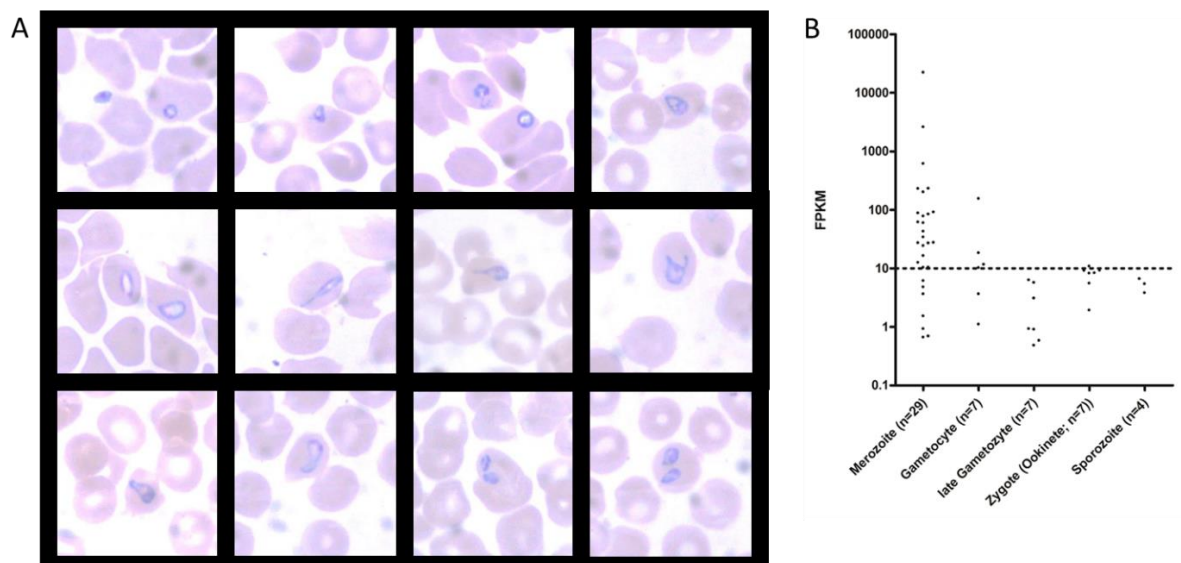 A
B
100000
10000
1000
100
10
1
0.1
FPKM
Merozoite (n=29)
Gametocyte (n=7)
late Gametozyte (n=7)
Zygote (Ookinete; n=7))
Sporozoite (n=4)